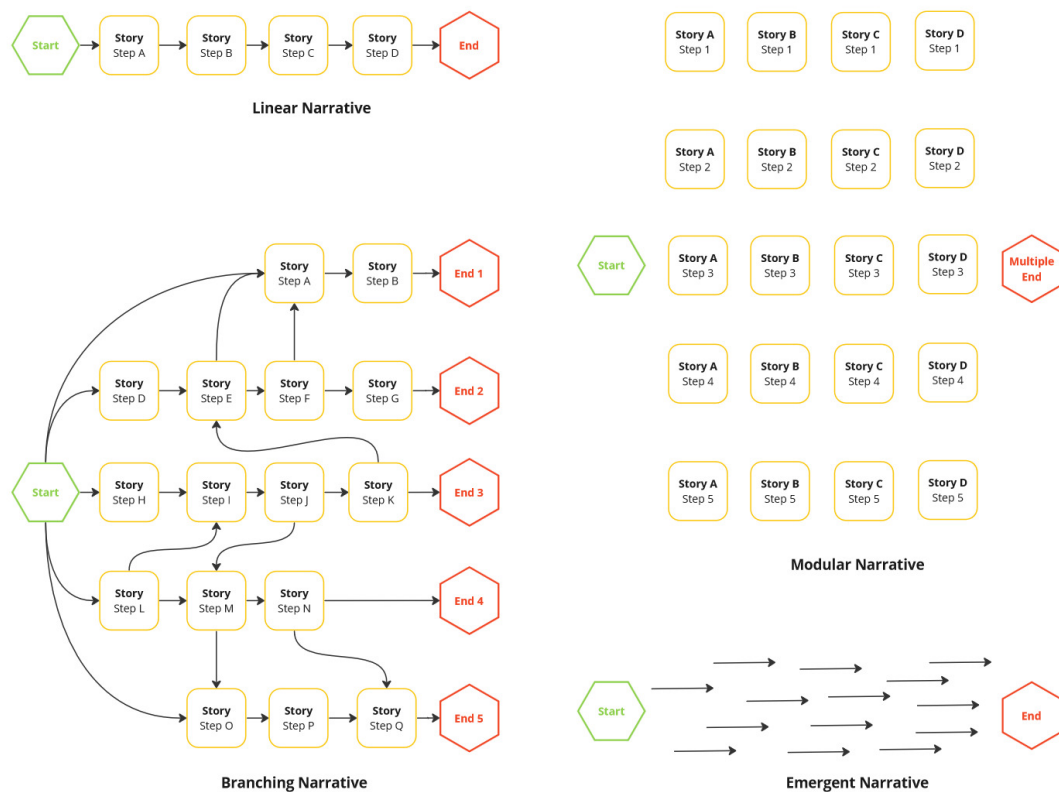 Start
Story
Step A
Story
Step B
Story
Step C
Story
Step D
End
Linear Narrative
Story
Step A
Story
Step B
End 1
Story
Step D
Story
Step E
Story
Step F
Story
Step G
End 2
Start
Story
Step H
Story
Step I
Story
Step J
Story
Step K
End 3
Story
Step L
Story
Step M
Story
Step N
End 4
Story
Step O
Story
Step P
Story
Step Q
End 5
Branching Narrative
Story A
Step 1
Story B
Step 1
Story C
Step 1
Story D
Step 1
Story A
Step 2
Story B
Step 2
Story C
Step 2
Story D
Step 2
Start
Story A
Step 3
Story B
Step 3
Story C
Step 3
Story D
Step 3
Multiple
End
Story A
Step 4
Story B
Step 4
Story C
Step 4
Story D
Step 4
Story A
Step 5
Story B
Step 5
Story C
Step 5
Story D
Step 5
Modular Narrative
Start
End
Emergent Narrative